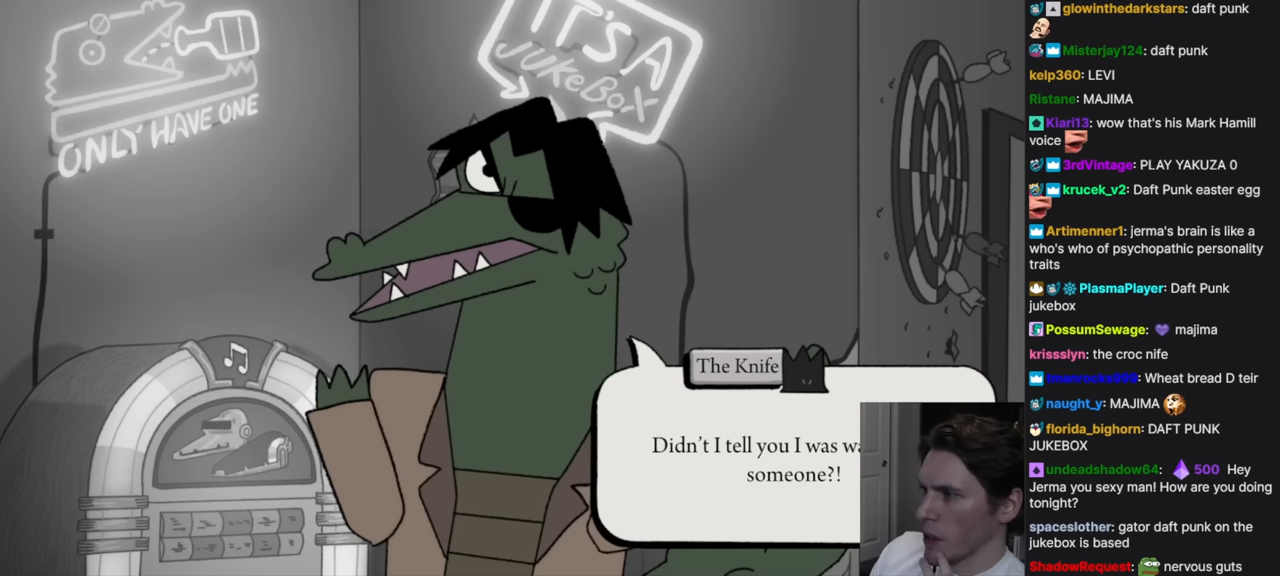 ONLY HAVE ONE
IT'S A
JUKEBOX
The Knife
Didn't I tell you I was
someone?!
glowinthedarkstars: daft punk
Misterjay124: daft punk
kelp360: LEVI
Ristane: MAJIMA
Kiari13: wow that's his Mark Hamill
voice
3rdVintage: PLAY YAKUZA 0
krucek_v2: Daft Punk easter egg
Artimenner1: jerma's brain is like a
who's who of psychopathic personality
traits
PlasmaPlayer: Daft Punk
jukebox
PossumSewage: majima
krissslyn: the croc nife
: Wheat bread D teir
naught_y: MAJIMA
florida_bighorn: DAFT PUNK
JUKEBOX
undeadshadow64: 500 Hey
Jerma you sexy man! How are you doing
tonight?
spaceslother: gator daft punk on the
jukebox is based
ShadowRequest: nervous guts